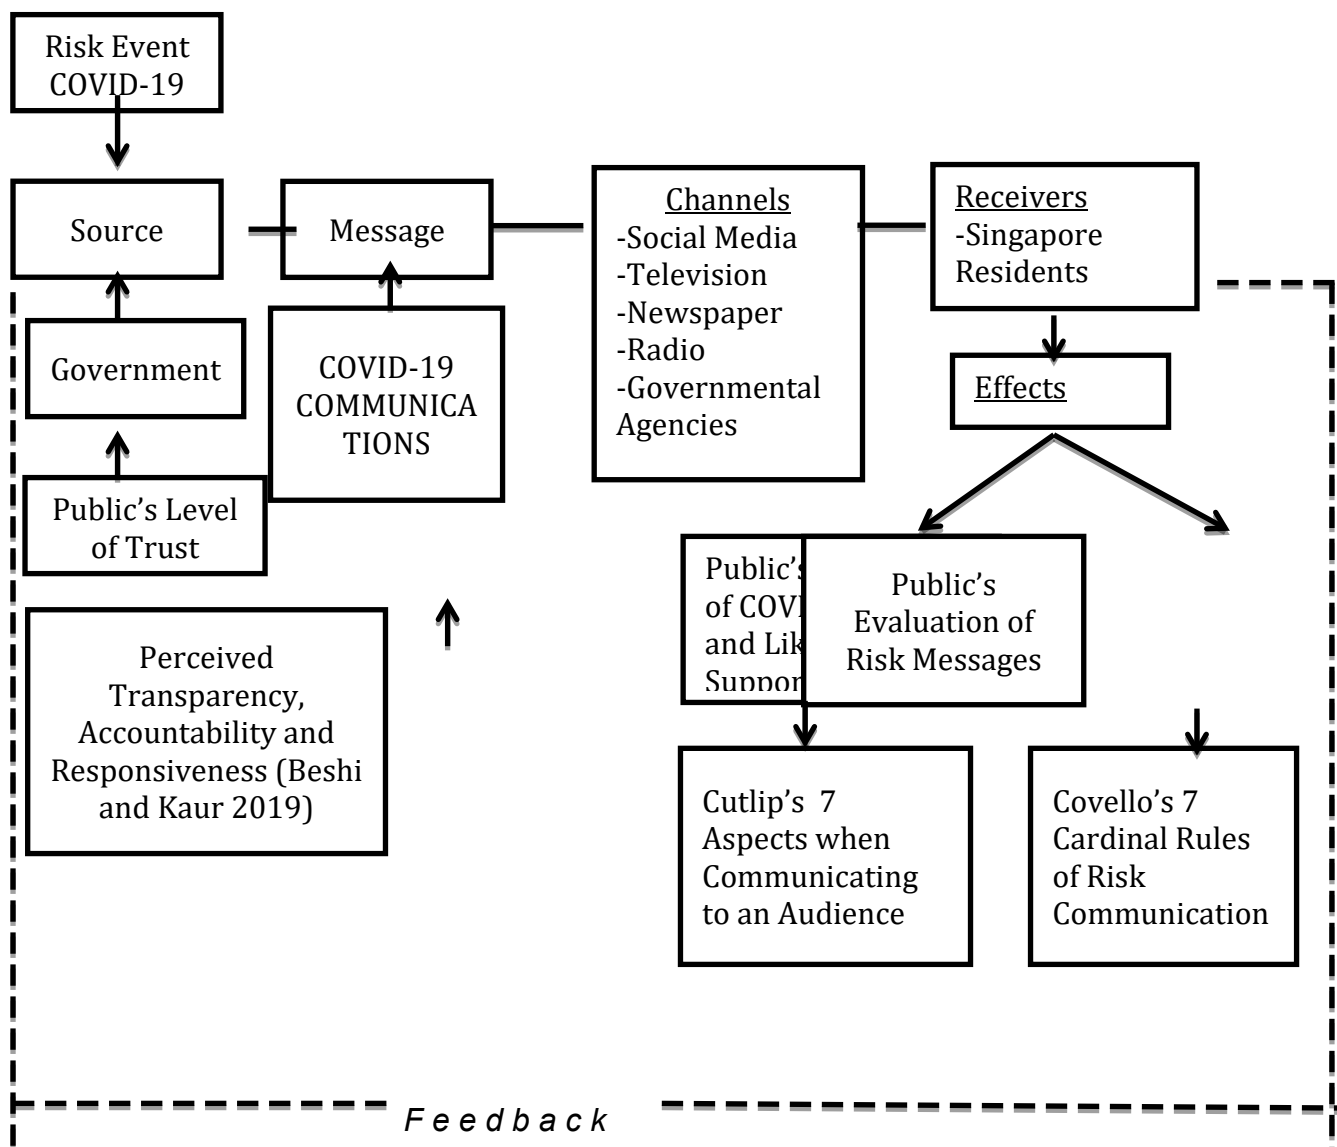 Risk Event
COVID-19
Source
Message
Channels
-Social Media
-Television
-Newspaper
-Radio
-Governmental
Agencies
Receivers
-Singapore
Residents
Government
COVID-19
COMMUNICA
TIONS
Effects
Public's Level
of Trust
Public's
of COV
and Lik
Suppor
Public's
Evaluation of
Risk Messages
Perceived
Transparency,
Accountability and
Responsiveness (Beshi
and Kaur 2019)
Cutlip's 7
Aspects when
Communicating
to an Audience
Covello's 7
Cardinal Rules
of Risk
Communication
Feedback